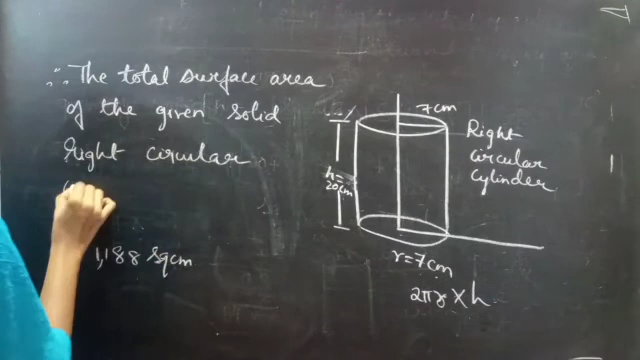 ∴ The total surface area
of the given solid
Right circular
1,188 sqcm
7cm
h=
20cm
Right
circular
cylinder
r=7cm
2πr×h